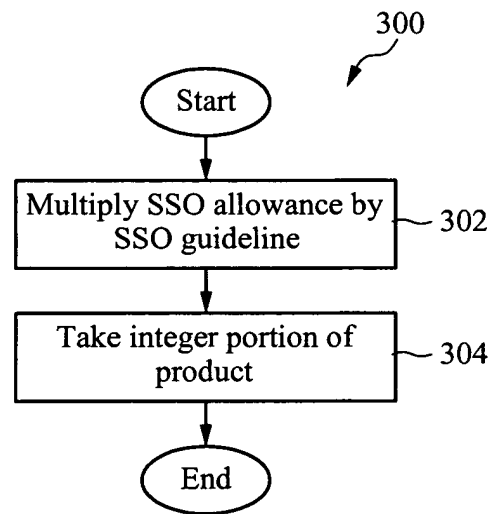 300
Start
Multiply SSO allowance by
SSO guideline
302
Take integer portion of
product
304
End